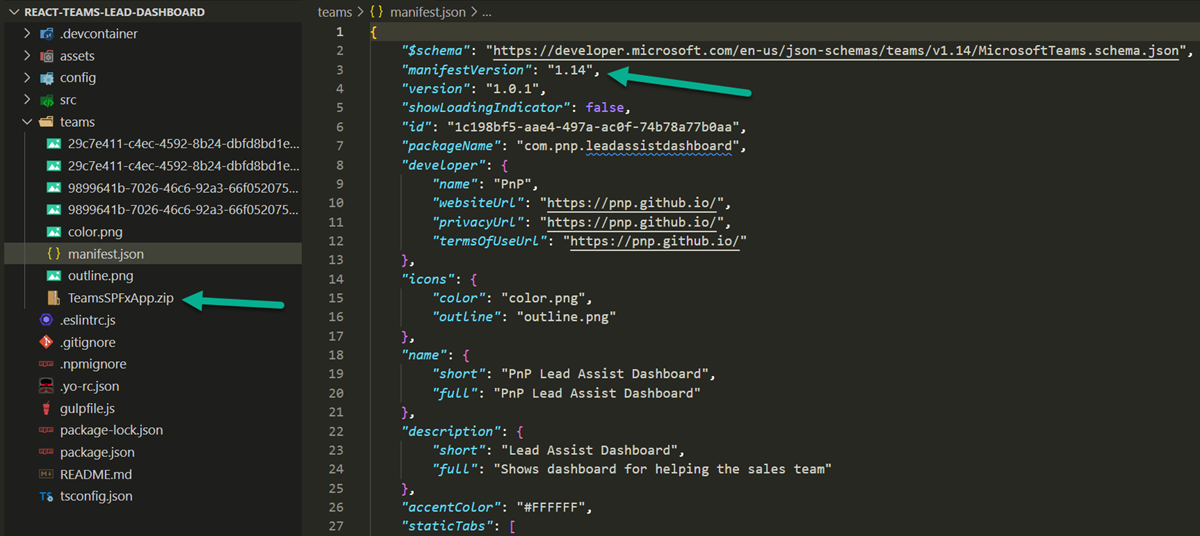 REACT-TEAMS-LEAD-DASHBOARD
.devcontainer
assets
config
src
teams
29c7e411-c4ec-4592-8b24-dbfd8bd1e...
29c7e411-c4ec-4592-8b24-dbfd8bd1e...
9899641b-7026-46c6-92a3-66f052075...
9899641b-7026-46c6-92a3-66f052075...
color.png
{ } manifest.json
outline.png
TeamsSPFxApp.zip
.eslintrc.js
.gitignore
.npmignore
.yo-rc.json
gulpfile.js
package-lock.json
package.json
README.md
tsconfig.json
teams > { } manifest.json > ...
1 {
2 "$schema": "https://developer.microsoft.com/en-us/json-schemas/teams/v1.14/MicrosoftTeams.schema.json",
3 "manifestVersion": "1.14",
4 "version": "1.0.1",
5 "showLoadingIndicator": false,
6 "id": "1c198bf5-aae4-497a-ac0f-74b78a77b0aa",
7 "packageName": "com.pnp.leadassistdashboard",
8 "developer": {
9 "name": "PnP",
10 "websiteUrl": "https://pnp.github.io/",
11 "privacyUrl": "https://pnp.github.io/",
12 "termsOfUseUrl": "https://pnp.github.io/"
13 },
14 "icons": {
15 "color": "color.png",
16 "outline": "outline.png"
17 },
18 "name": {
19 "short": "PnP Lead Assist Dashboard",
20 "full": "PnP Lead Assist Dashboard"
21 },
22 "description": {
23 "short": "Lead Assist Dashboard",
24 "full": "Shows dashboard for helping the sales team"
25 },
26 "accentColor": "#FFFFFF",
27 "staticTabs": [